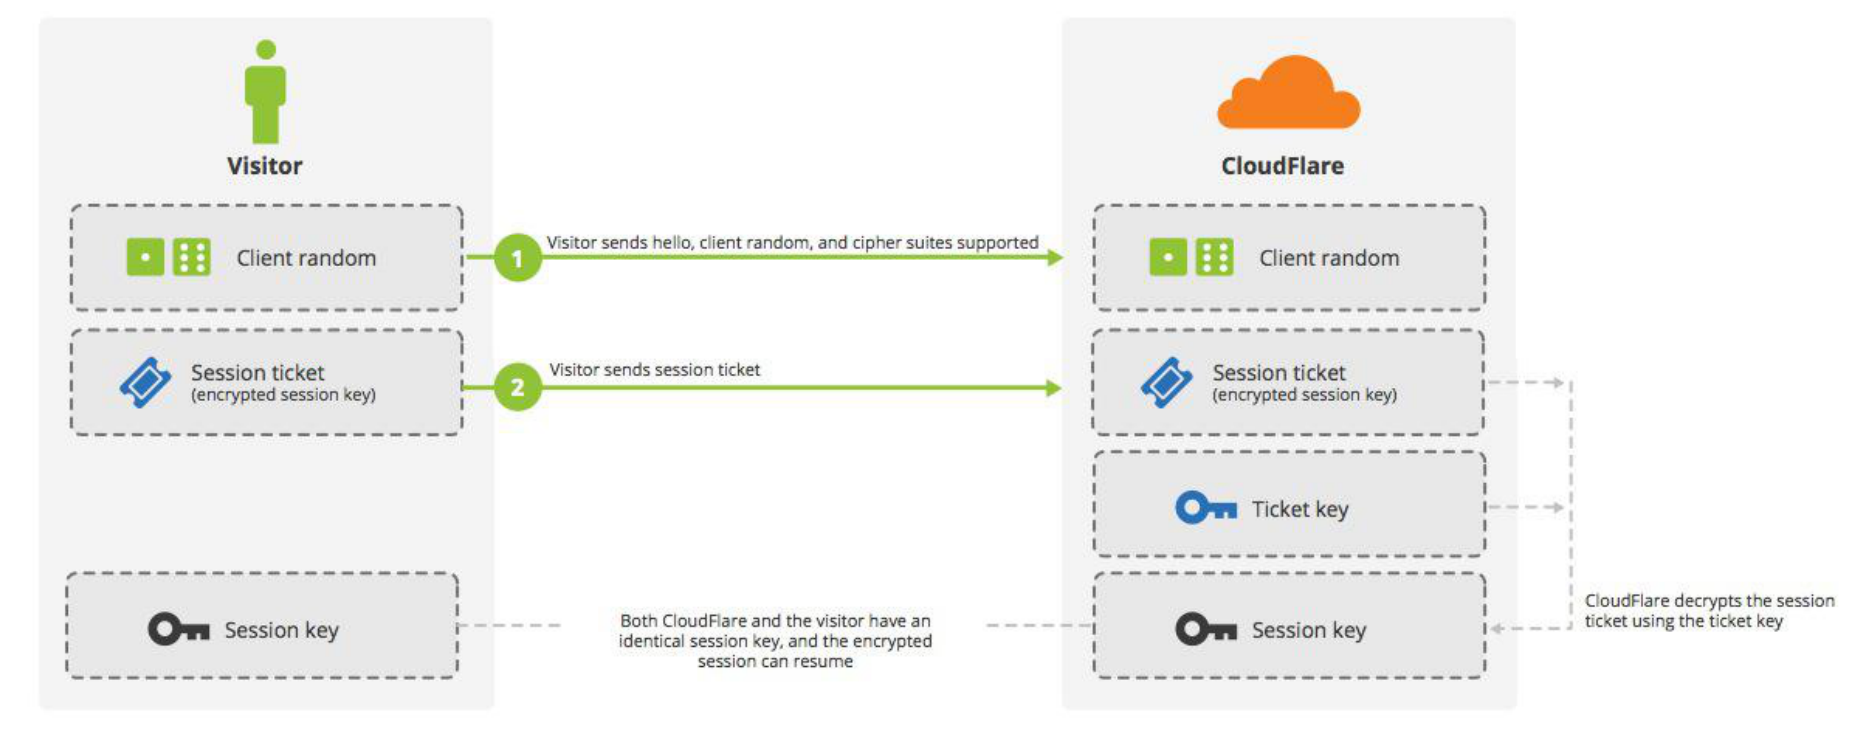 Visitor
CloudFlare
Client random
1
Visitor sends hello, client random, and cipher suites supported
Client random
Session ticket
(encrypted session key)
2
Visitor sends session ticket
Session ticket
(encrypted session key)
Ticket key
Session key
Both CloudFlare and the visitor have an
identical session key, and the encrypted
session can resume
Session key
CloudFlare decrypts the session
ticket using the ticket key